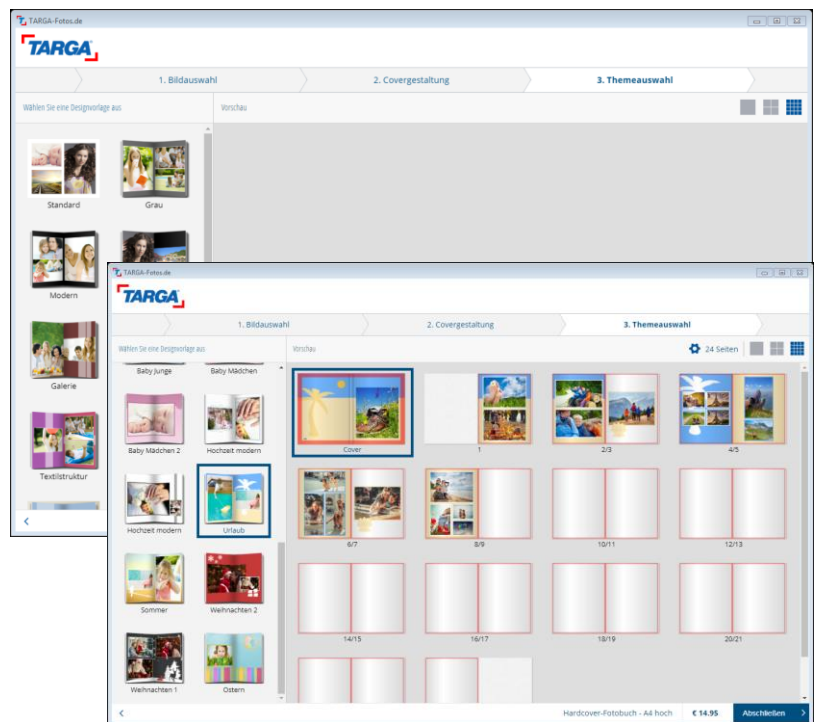 TARGA-Fotos.de
TARGA
1. Bildauswahl
2. Covergestaltung
3. Themeauswahl
Wählen Sie eine Designvorlage aus
Vorschau
Standard
Grau
Modern
Galerie
Textilstruktur
TARGA-Fotos.de
TARGA
1. Bildauswahl
2. Covergestaltung
3. Themeauswahl
Wählen Sie eine Designvorlage aus
Vorschau
24 Seiten
Baby Junge
Baby Mädchen
Baby Mädchen 2
Hochzeit modern
Hochzeit modern
Urlaub
Sommer
Weihnachten 2
Weihnachten 1
Ostern
Cover
1
2/3
4/5
6/7
8/9
10/11
12/13
14/15
16/17
18/19
20/21
Hardcover-Fotobuch - A4 hoch
€ 14.95
Abschließen